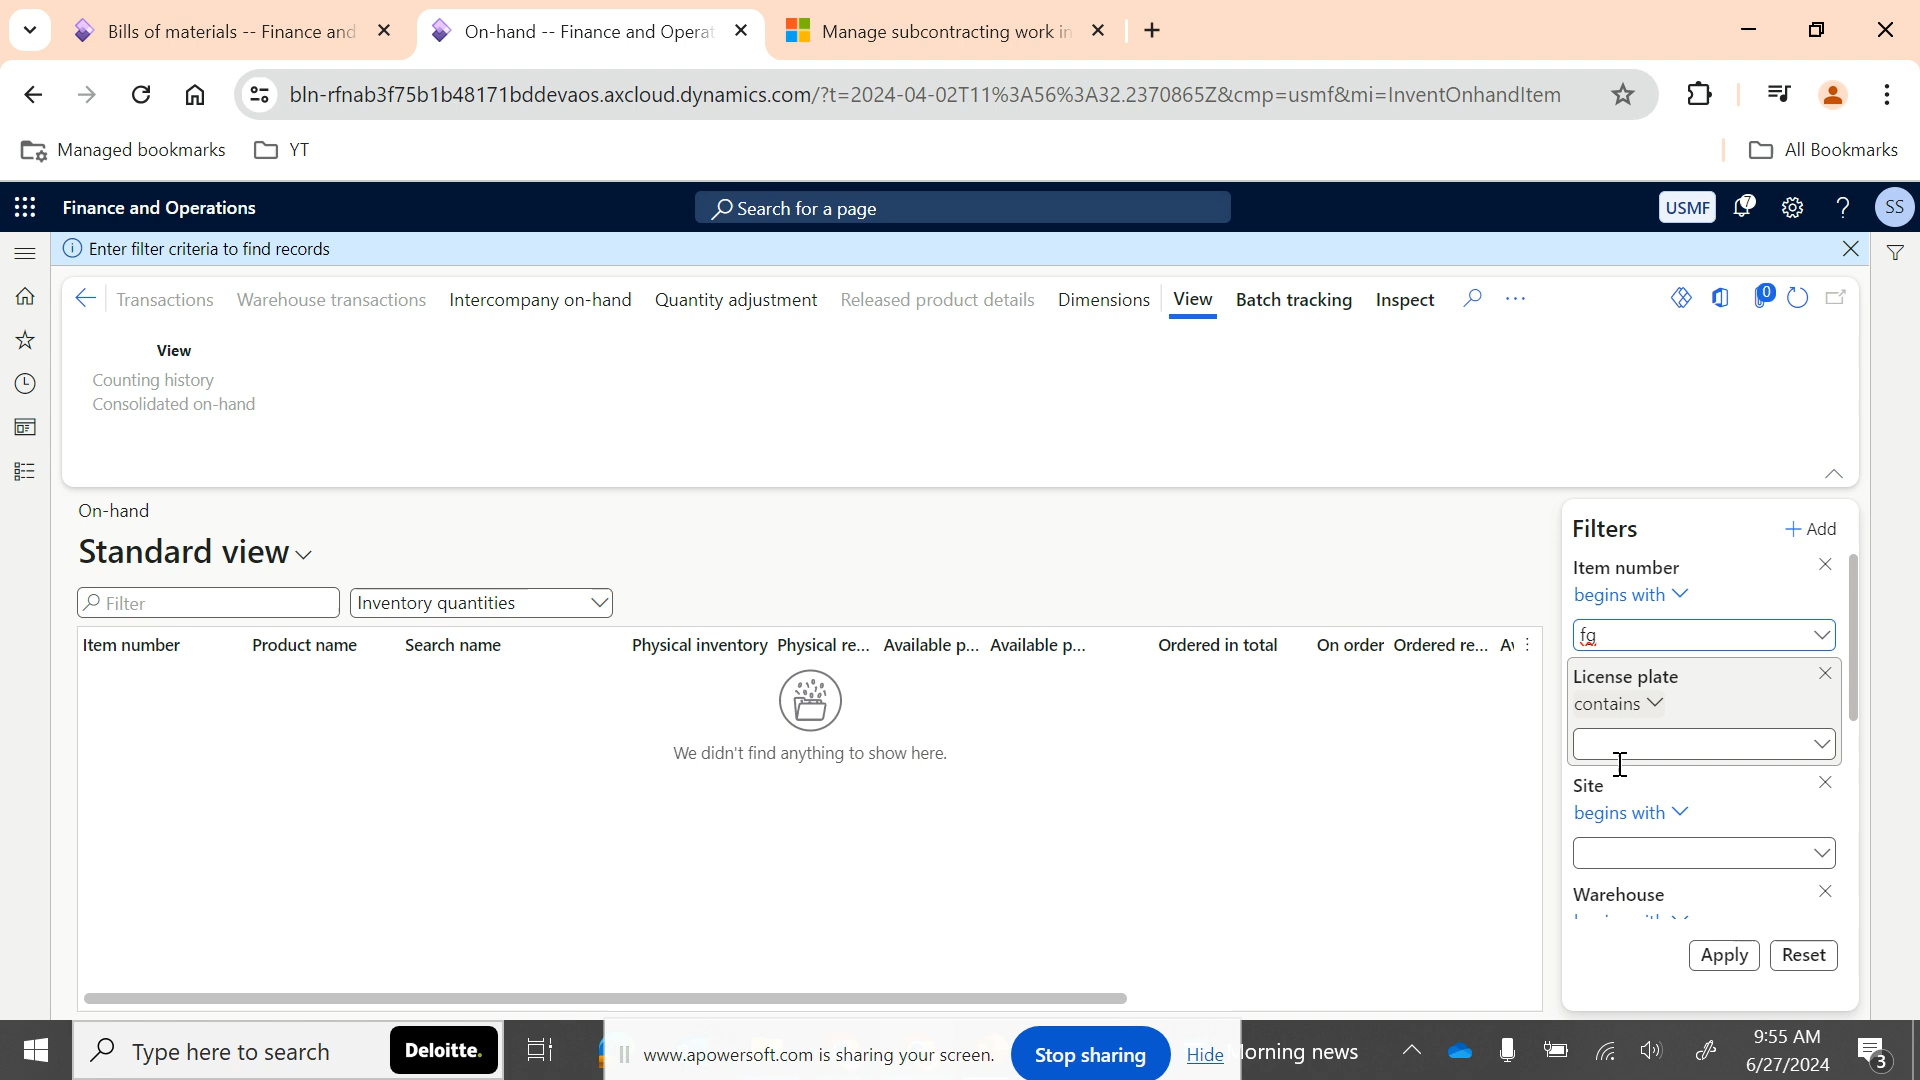 Bills of materials -- Finance and
On-hand -- Finance and Operat
Manage subcontracting work in
bln-rfnab3f75b1b48171bddevaos.axcloud.dynamics.com/?t=2024-04-02T11%3A56%3A32.2370865Z&cmp=usmf&mi=InventOnhandItem
Managed bookmarks
YT
All Bookmarks
Finance and Operations
Search for a page
USMF
7
SS
Enter filter criteria to find records
Transactions
Warehouse transactions
Intercompany on-hand
Quantity adjustment
Released product details
Dimensions
View
Batch tracking
Inspect
0
View
Counting history
Consolidated on-hand
On-hand
Standard view
Filter
Inventory quantities
Item number
Product name
Search name
Physical inventory
Physical re...
Available p...
Available p...
Ordered in total
On order
Ordered re...
We didn't find anything to show here.
Filters
Add
Item number
begins with
fg
License plate
contains
Site
begins with
Warehouse
Apply
Reset
Type here to search
Deloitte.
www.apowersoft.com is sharing your screen.
Stop sharing
Hide
orning news
9:55 AM
6/27/2024
3